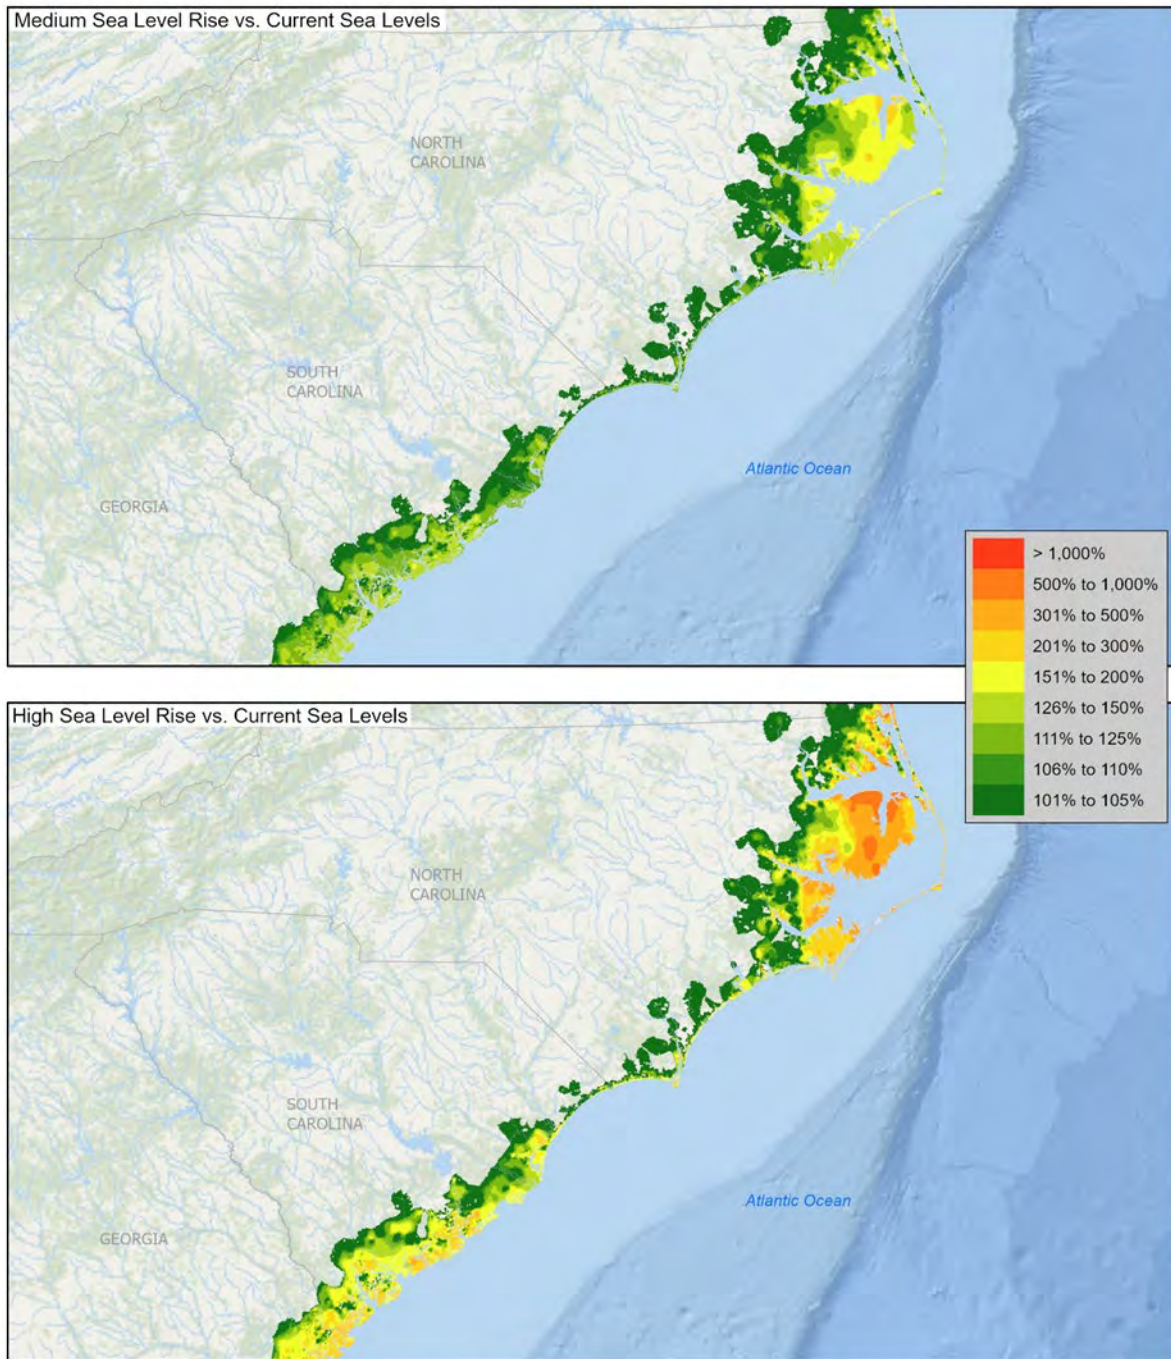 Medium Sea Level Rise vs. Current Sea Levels
NORTH
CAROLINA
SOUTH
CAROLINA
GEORGIA
Atlantic Ocean
> 1,000%
500% to 1,000%
301% to 500%
201% to 300%
151% to 200%
126% to 150%
111% to 125%
106% to 110%
101% to 105%
High Sea Level Rise vs. Current Sea Levels
NORTH
CAROLINA
SOUTH
CAROLINA
GEORGIA
Atlantic Ocean